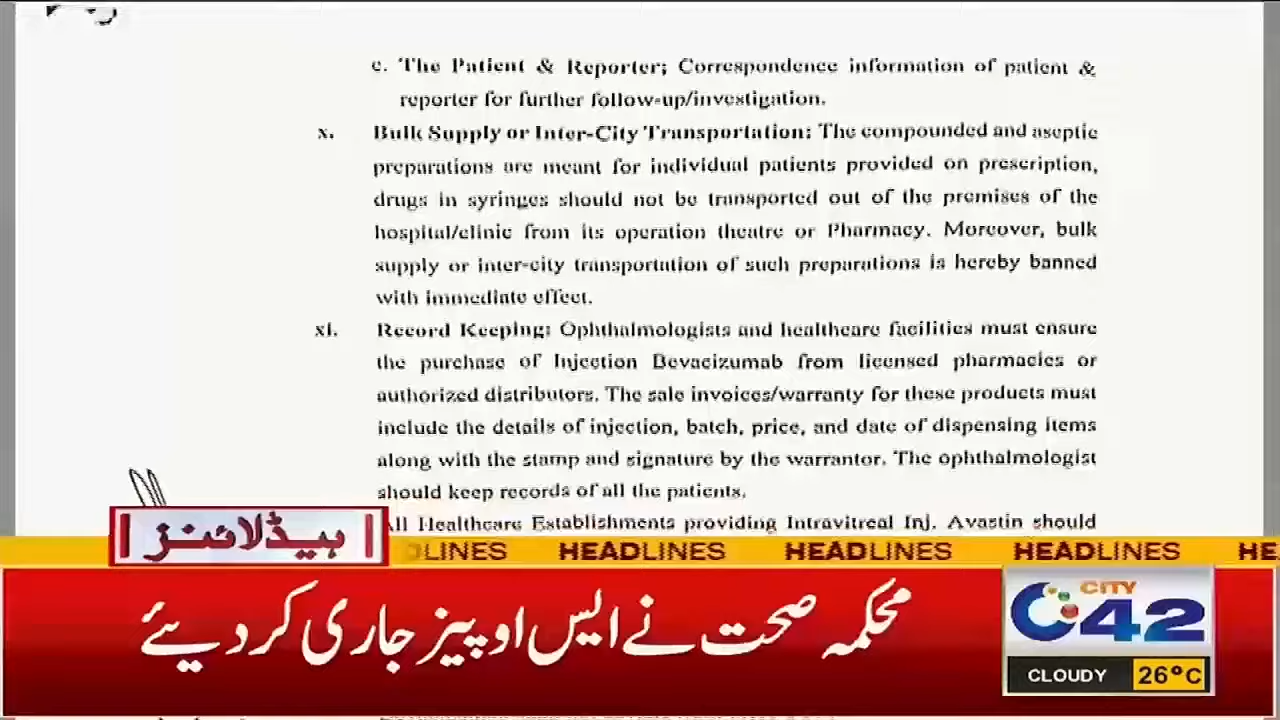 c. The Patient & Reporter; Correspondence information of patient &
reporter for further follow-up/investigation.
x. Bulk Supply or Inter-City Transportation: The compounded and aseptic
preparations are meant for individual patients provided on prescription,
drugs in syringes should not be transported out of the premises of the
hospital/clinic from its operation theatre or Pharmacy. Moreover, bulk
supply or inter-city transportation of such preparations is hereby banned
with immediate effect.
xi. Record Keeping: Ophthalmologists and healthcare facilities must ensure
the purchase of Injection Bevacizumab from licensed pharmacies or
authorized distributors. The sale invoices/warranty for these products must
include the details of injection, batch, price, and date of dispensing items
along with the stamp and signature by the warrantor. The ophthalmologist
should keep records of all the patients.
All Healthcare Establishments providing Intravitreal Inj. Avastin should
ہیڈلائنز
DLINES HEADLINES HEADLINES HEADLINES HE
محکمہ صحت نے ایس او پیز جاری کر دیئے
CITY
42
CLOUDY 26°C